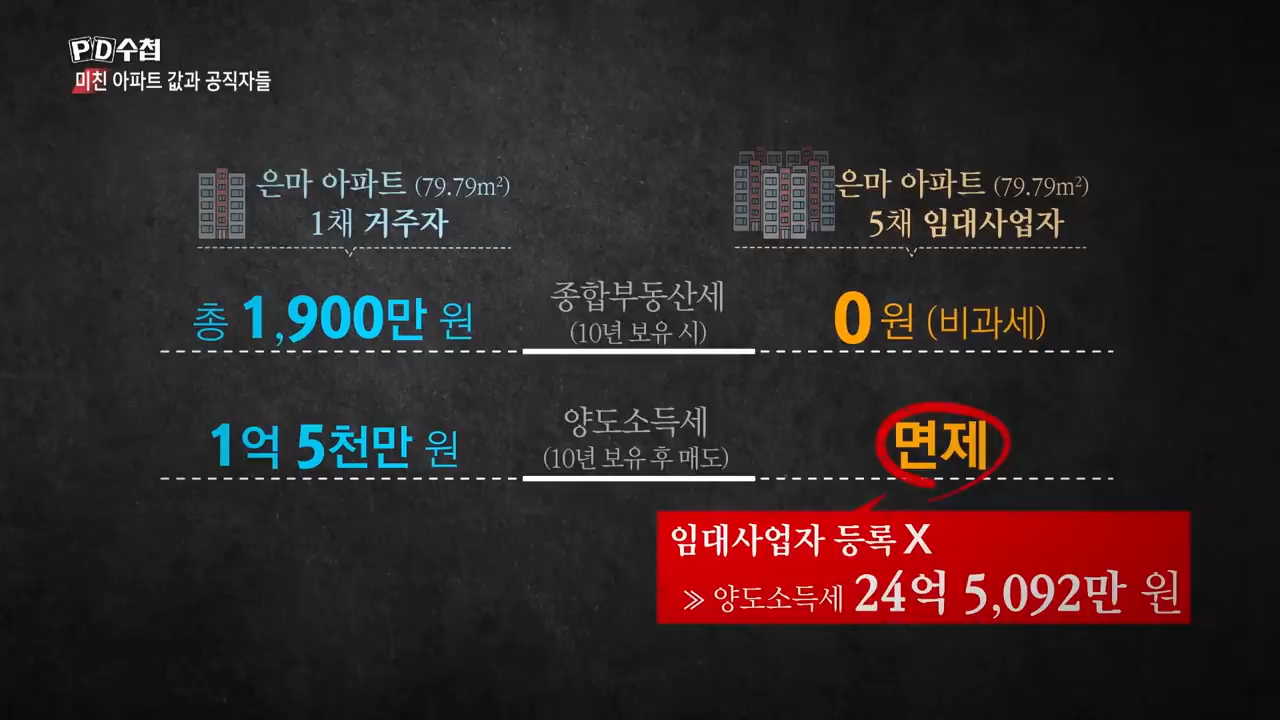 PD수첩
미친 아파트 값과 공직자들
은마 아파트 (79.79m²)
1채 거주자
은마 아파트 (79.79m²)
5채 임대사업자
총 1,900만 원
종합부동산세
(10년 보유 시)
0원 (비과세)
1억 5천만 원
양도소득세
(10년 보유 후 매도)
면제
임대사업자 등록 X
≫ 양도소득세 24억 5,092만 원